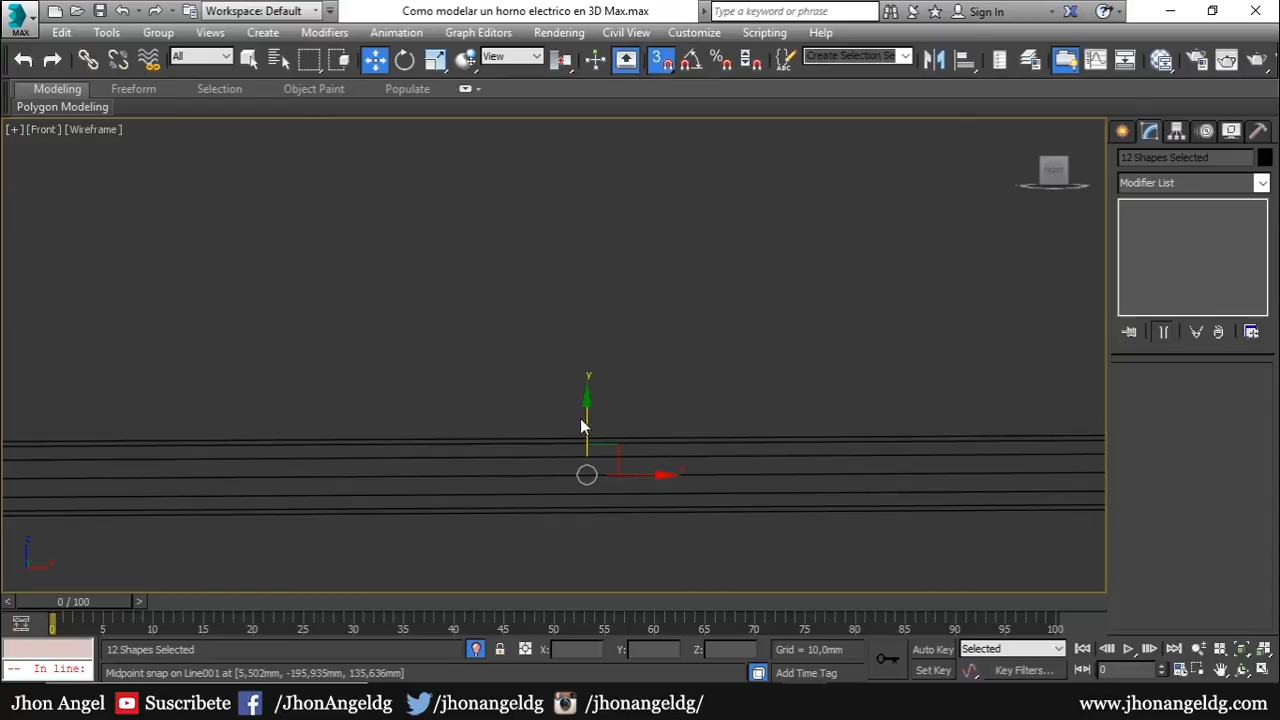 MAX
Workspace: Default
Como modelar un horno electrico en 3D Max.max
Type a keyword or phrase
Sign In
Edit
Tools
Group
Views
Create
Modifiers
Animation
Graph Editors
Rendering
Civil View
Customize
Scripting
Help
All
View
3
Create Selection Se
Modeling
Freeform
Selection
Object Paint
Populate
Polygon Modeling
[+] [Front] [Wireframe]
FRONT
12 Shapes Selected
Modifier List
y
x
z
x
0 / 100
0 5 10 15 20 25 30 35 40 45 50 55 60 65 70 75 80 85 90 95 100
12 Shapes Selected
X:
Y:
Z:
Grid = 10,0mm
Auto Key
Selected
-- In line:
Midpoint snap on Line001 at [5,502mm, -195,935mm, 135,636mm]
Add Time Tag
Set Key
Key Filters...
0
Jhon Angel
Suscribete
/JhonAngeldg
/jhonangeldg
/jhonangeldg/
www.jhonangeldg.com